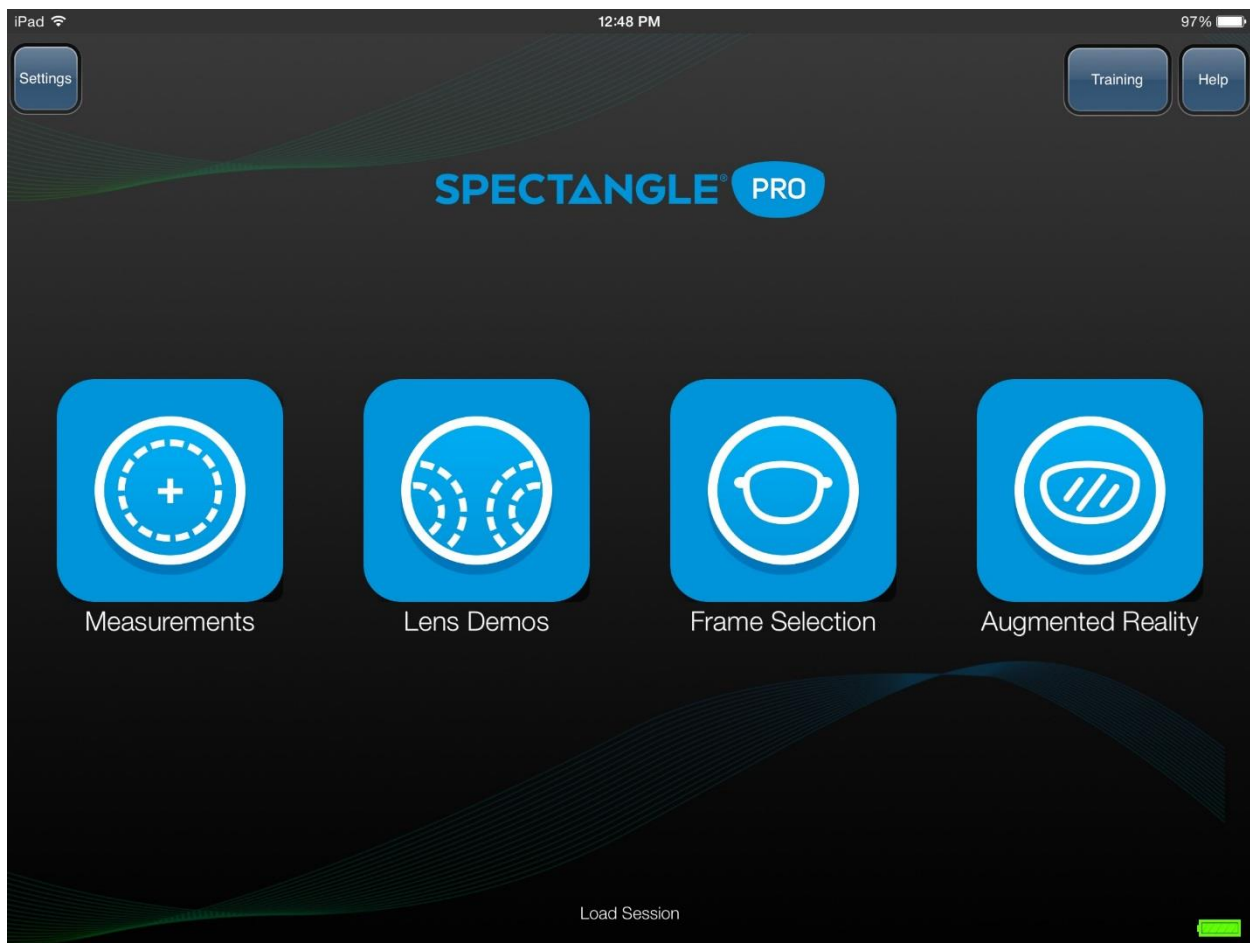 iPad 12:48 PM 97%
Settings Training Help
SPECTANGLE® PRO
Measurements Lens Demos Frame Selection Augmented Reality
Load Session